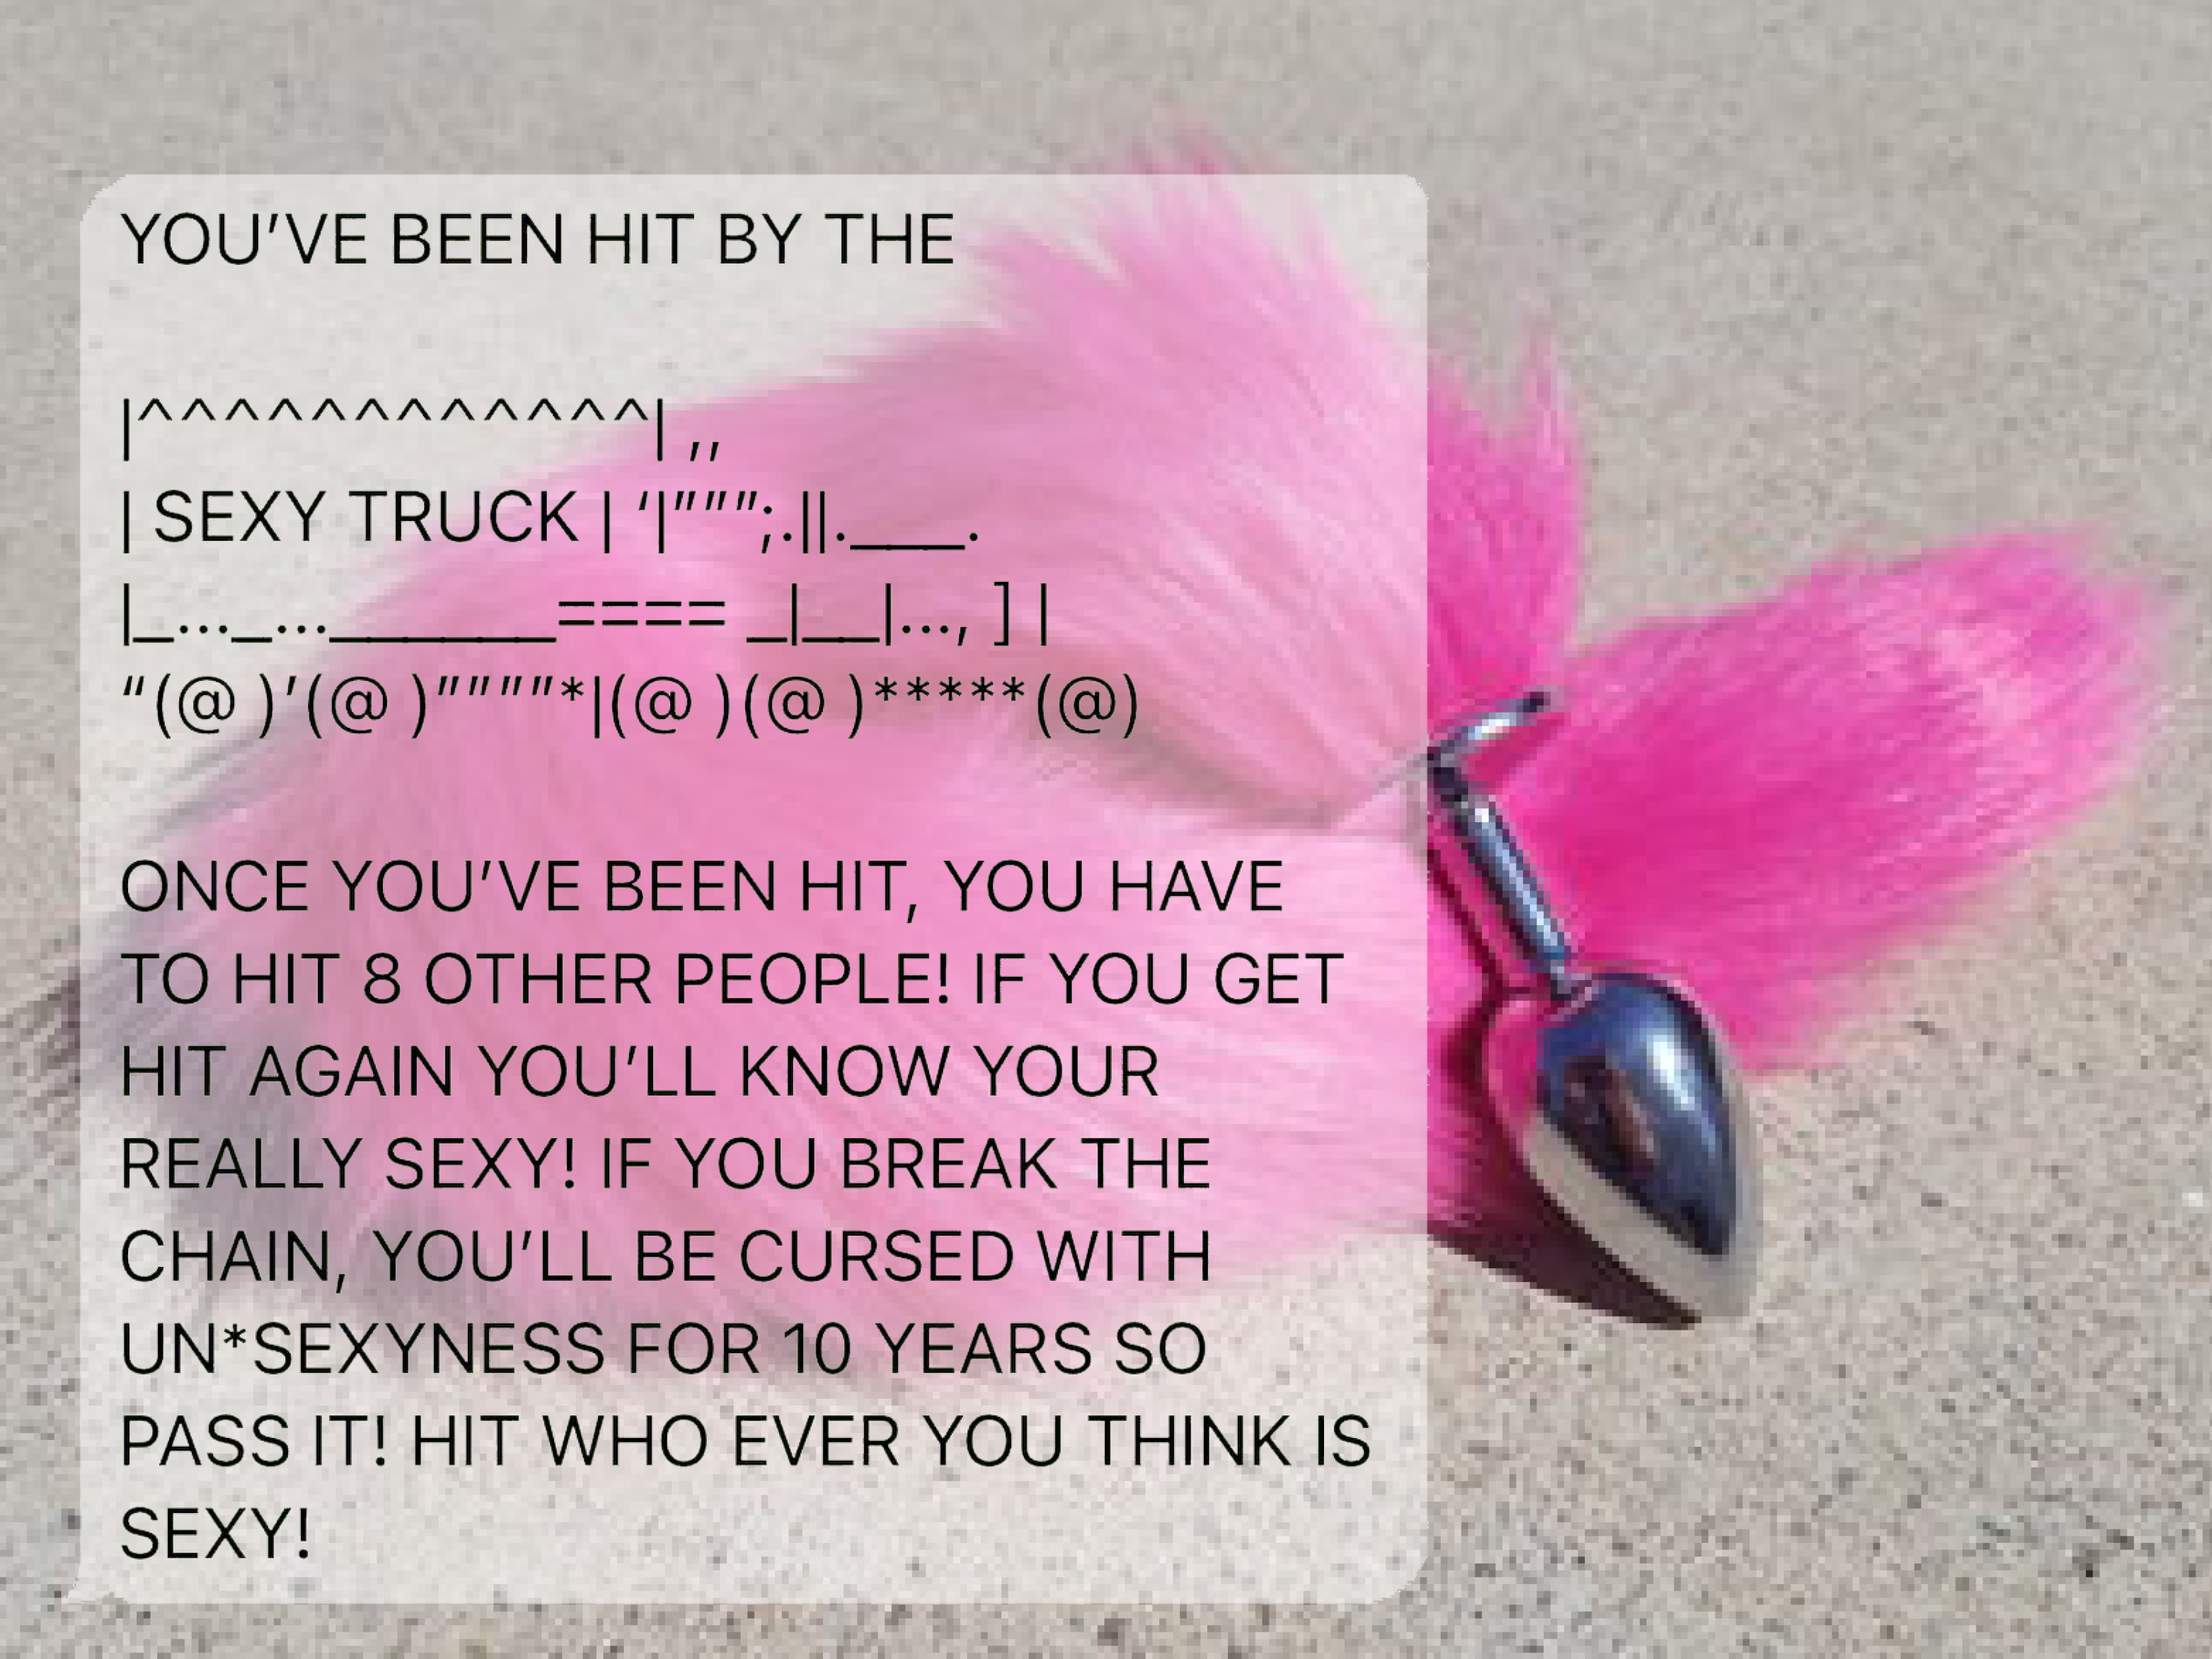 YOU’VE BEEN HIT BY THE
|^^^^^^^^^^^^| ,,
| SEXY TRUCK | ‘|”””;.||.___.
|_…_…______==== _|__|…, ] |
“(@ )’(@ )””””*|(@ )(@ )*****(@)
ONCE YOU’VE BEEN HIT, YOU HAVE
TO HIT 8 OTHER PEOPLE! IF YOU GET
HIT AGAIN YOU’LL KNOW YOUR
REALLY SEXY! IF YOU BREAK THE
CHAIN, YOU’LL BE CURSED WITH
UN*SEXYNESS FOR 10 YEARS SO
PASS IT! HIT WHO EVER YOU THINK IS
SEXY!